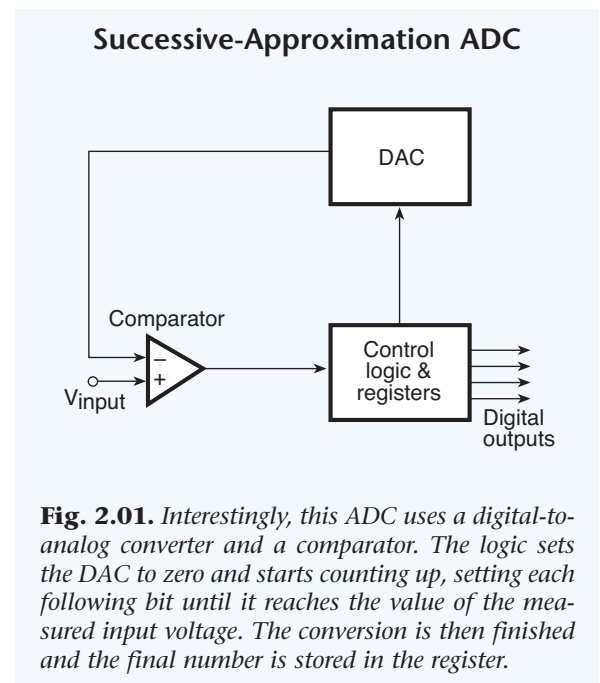 Successive-Approximation ADC
DAC
Comparator
−
+
Vinput
Control
logic &
registers
Digital
outputs
Fig. 2.01. Interestingly, this ADC uses a digital-to-
analog converter and a comparator. The logic sets
the DAC to zero and starts counting up, setting each
following bit until it reaches the value of the mea-
sured input voltage. The conversion is then finished
and the final number is stored in the register.